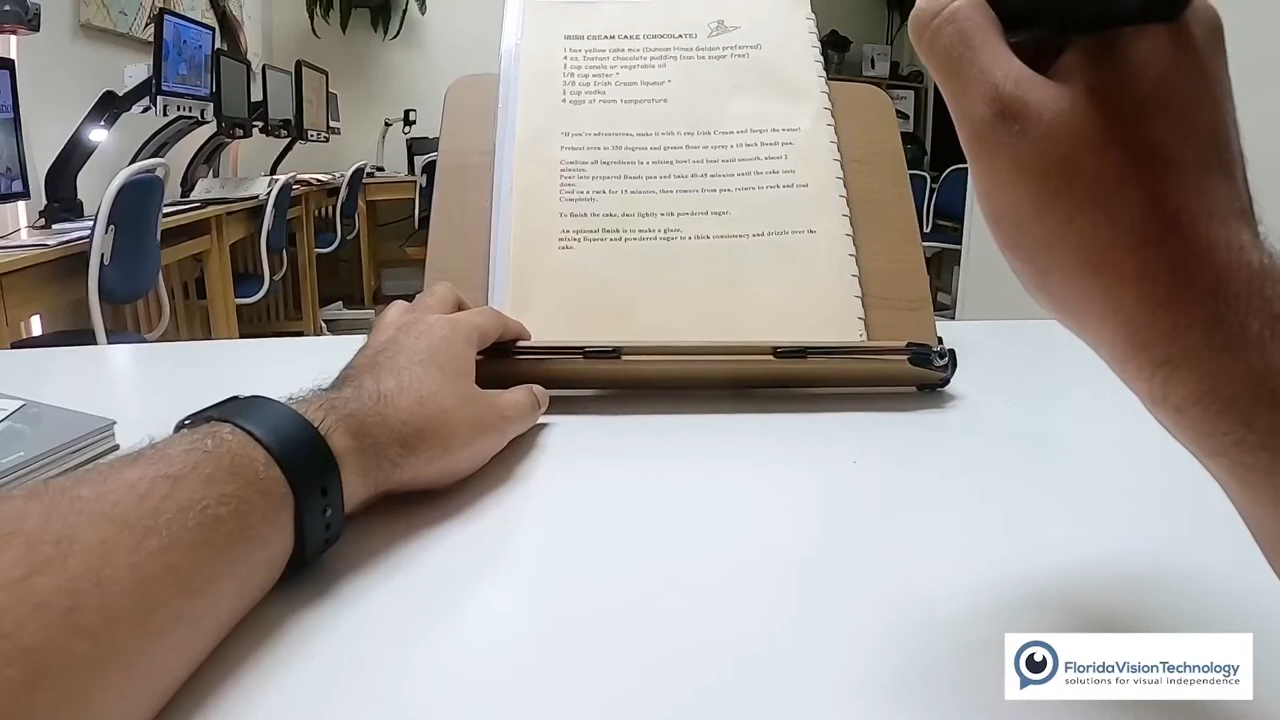 IRISH CREAM CAKE (CHOCOLATE)
1 box yellow cake mix (Duncan Hines Golden preferred)
4 oz. Instant chocolate pudding (can be sugar free)
cup canola or vegetable oil
1/8 cup water *
3/8 cup Irish Cream liqueur *
cup vodka
4 eggs at room temperature
*If you're adventurous, make it with ½ cup Irish Cream and forget the water!
Preheat oven to 350 degrees and grease flour or spray a 10 inch Bundt pan.
Combine all ingredients in a mixing bowl and beat until smooth, about 2
minutes.
Pour into prepared Bundt pan and bake 40-45 minutes until the cake tests
done.
Cool on a rack for 15 minutes, then remove from pan, return to rack and cool
Completely.
To finish the cake, dust lightly with powdered sugar.
An optional finish is to make a glaze,
mixing liqueur and powdered sugar to a thick consistency and drizzle over the
cake.
FloridaVisionTechnology
solutions for visual independence